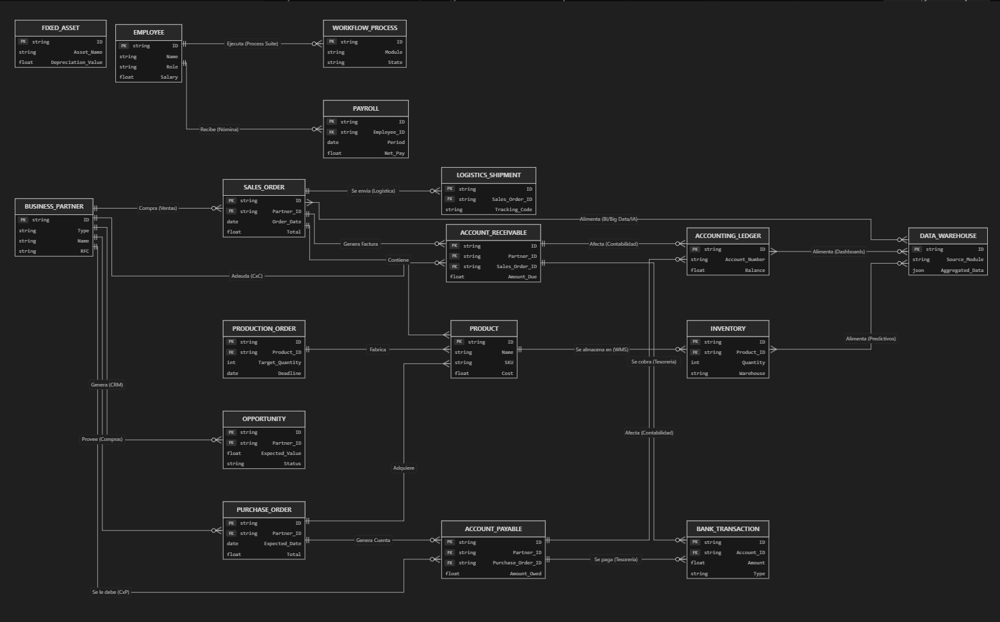 FIXED_ASSET
PK string ID
string Asset_Name
float Depreciation_Value
EMPLOYEE
PK string ID
string Name
string Role
float Salary
Ejecuta (Process Suite)
WORKFLOW_PROCESS
PK string ID
string Module
string State
Recibe (Nómina)
PAYROLL
PK string ID
FK string Employee_ID
date Period
float Net_Pay
BUSINESS_PARTNER
PK string ID
string Type
string Name
string RFC
Compra (Ventas)
SALES_ORDER
PK string ID
FK string Partner_ID
date Order_Date
float Total
Se envía (Logística)
LOGISTICS_SHIPMENT
PK string ID
FK string Sales_Order_ID
string Tracking_Code
Alimenta (BI/Big Data/IA)
Genera Factura
Contiene
Adeuda (CxC)
ACCOUNT_RECEIVABLE
PK string ID
FK string Partner_ID
FK string Sales_Order_ID
float Amount_Due
Afecta (Contabilidad)
ACCOUNTING_LEDGER
PK string ID
string Account_Number
float Balance
Alimenta (Dashboards)
DATA_WAREHOUSE
PK string ID
string Source_Module
json Aggregated_Data
PRODUCTION_ORDER
PK string ID
FK string Product_ID
int Target_Quantity
date Deadline
Fabrica
PRODUCT
PK string ID
string Name
string SKU
float Cost
Se almacena en (WMS)
Se cobra (Tesorería)
INVENTORY
PK string ID
FK string Product_ID
int Quantity
string Warehouse
Alimenta (Predictivos)
Genera (CRM)
Provee (Compras)
OPPORTUNITY
PK string ID
FK string Partner_ID
float Expected_Value
string Status
Afecta (Contabilidad)
Adquiere
PURCHASE_ORDER
PK string ID
FK string Partner_ID
date Expected_Date
float Total
Genera Cuenta
ACCOUNT_PAYABLE
PK string ID
FK string Partner_ID
FK string Purchase_Order_ID
float Amount_Owed
Se paga (Tesorería)
BANK_TRANSACTION
PK string ID
FK string Account_ID
float Amount
string Type
Se le debe (CxP)